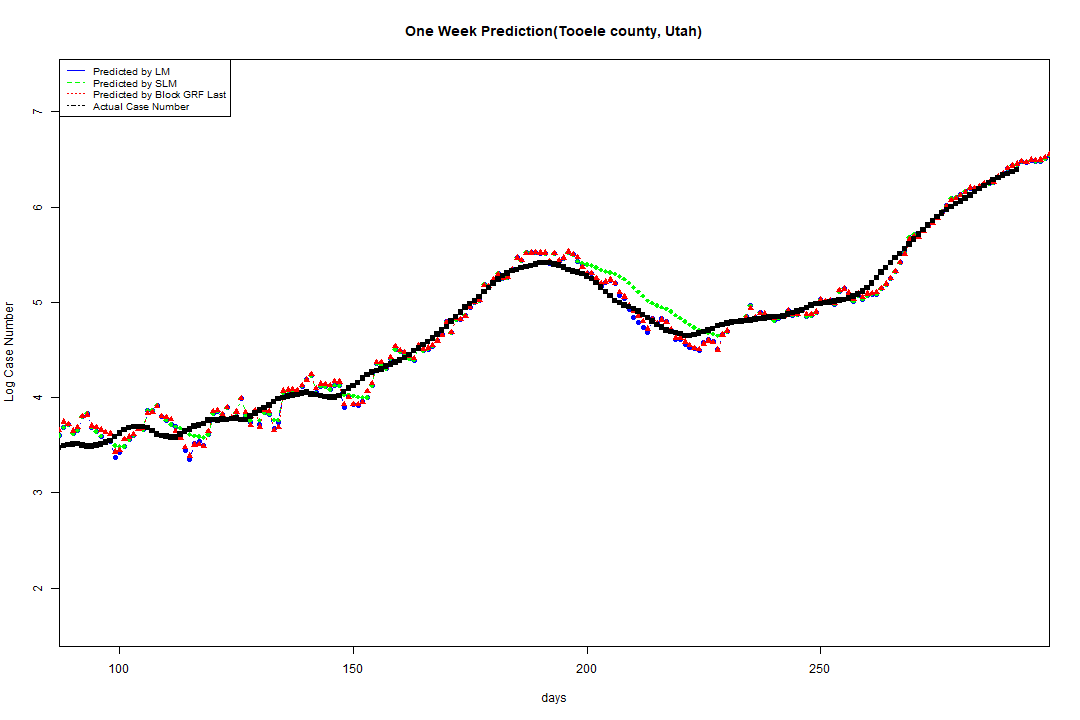 One Week Prediction(Tooele county, Utah)
Predicted by LM
Predicted by SLM
Predicted by Block GRF Last
Actual Case Number
7
6
5
4
3
2
Log Case Number
100 150 200 250
days